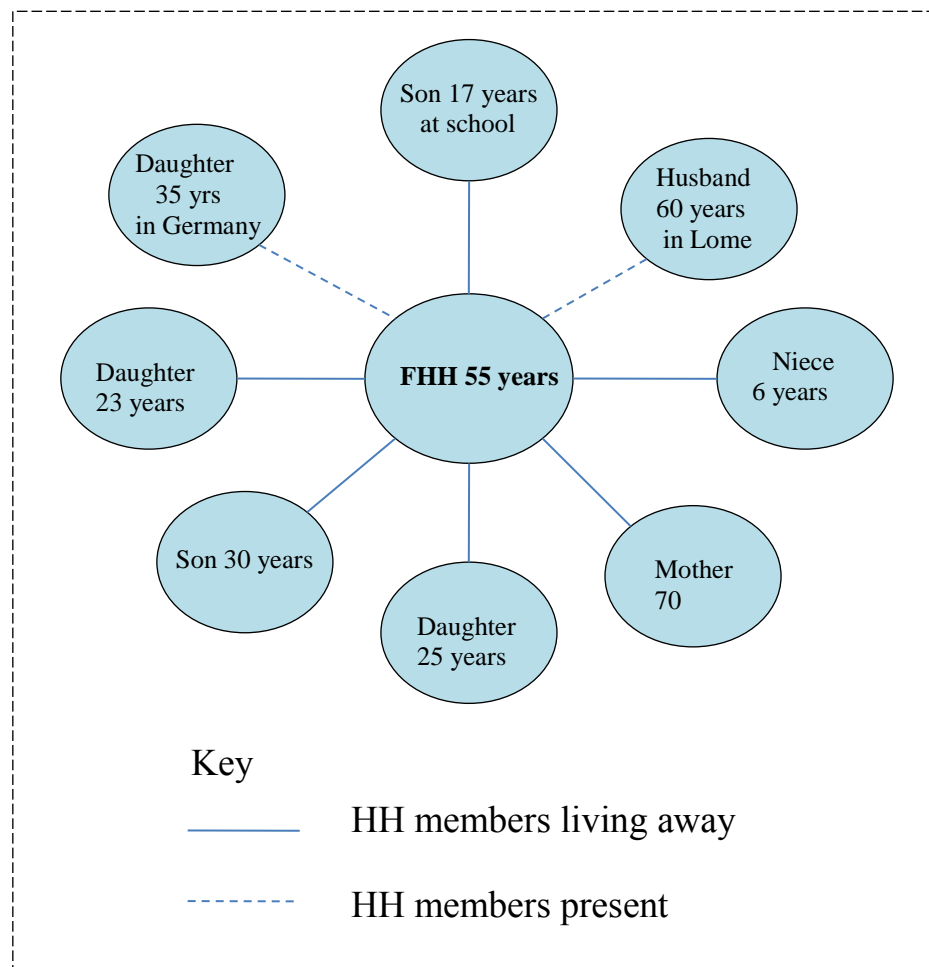 Son 17 years
at school
Daughter
35 yrs
in Germany
Husband
60 years
in Lome
Daughter
23 years
FHH 55 years
Niece
6 years
Son 30 years
Daughter
25 years
Mother
70
Key
HH members living away
HH members present